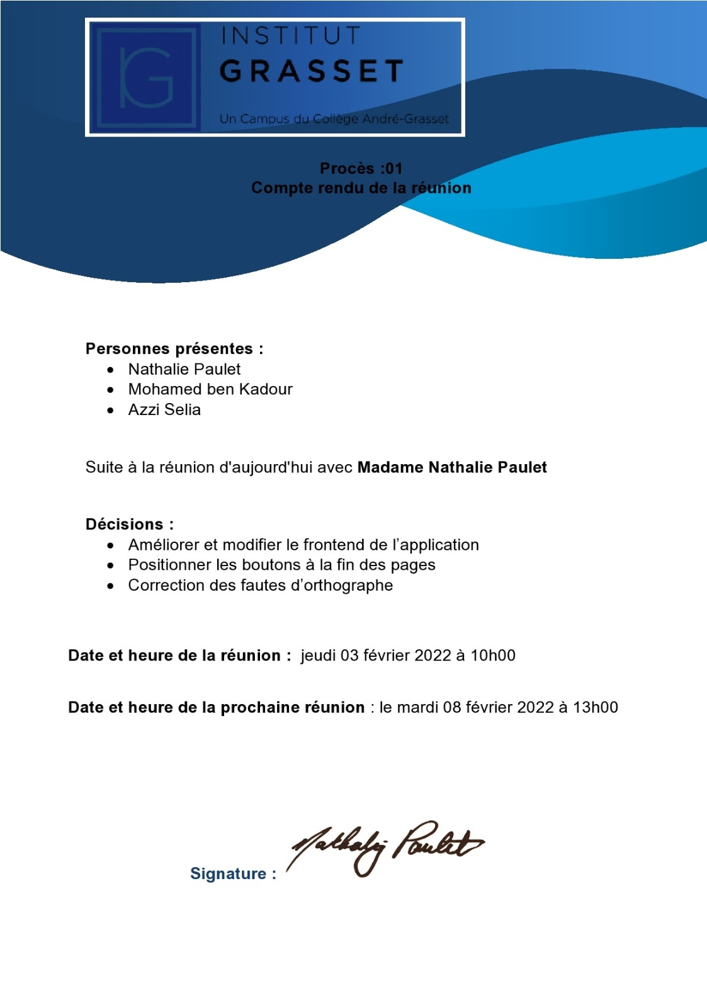 INSTITUT
GRASSET
Un Campus du Collège André-Grasset
Procès :01
Compte rendu de la réunion
Personnes présentes :
• Nathalie Paulet
• Mohamed ben Kadour
• Azzi Selia
Suite à la réunion d'aujourd'hui avec Madame Nathalie Paulet
Décisions :
• Améliorer et modifier le frontend de l’application
• Positionner les boutons à la fin des pages
• Correction des fautes d’orthographe
Date et heure de la réunion : jeudi 03 février 2022 à 10h00
Date et heure de la prochaine réunion : le mardi 08 février 2022 à 13h00
Nathaly Paulet
Signature :